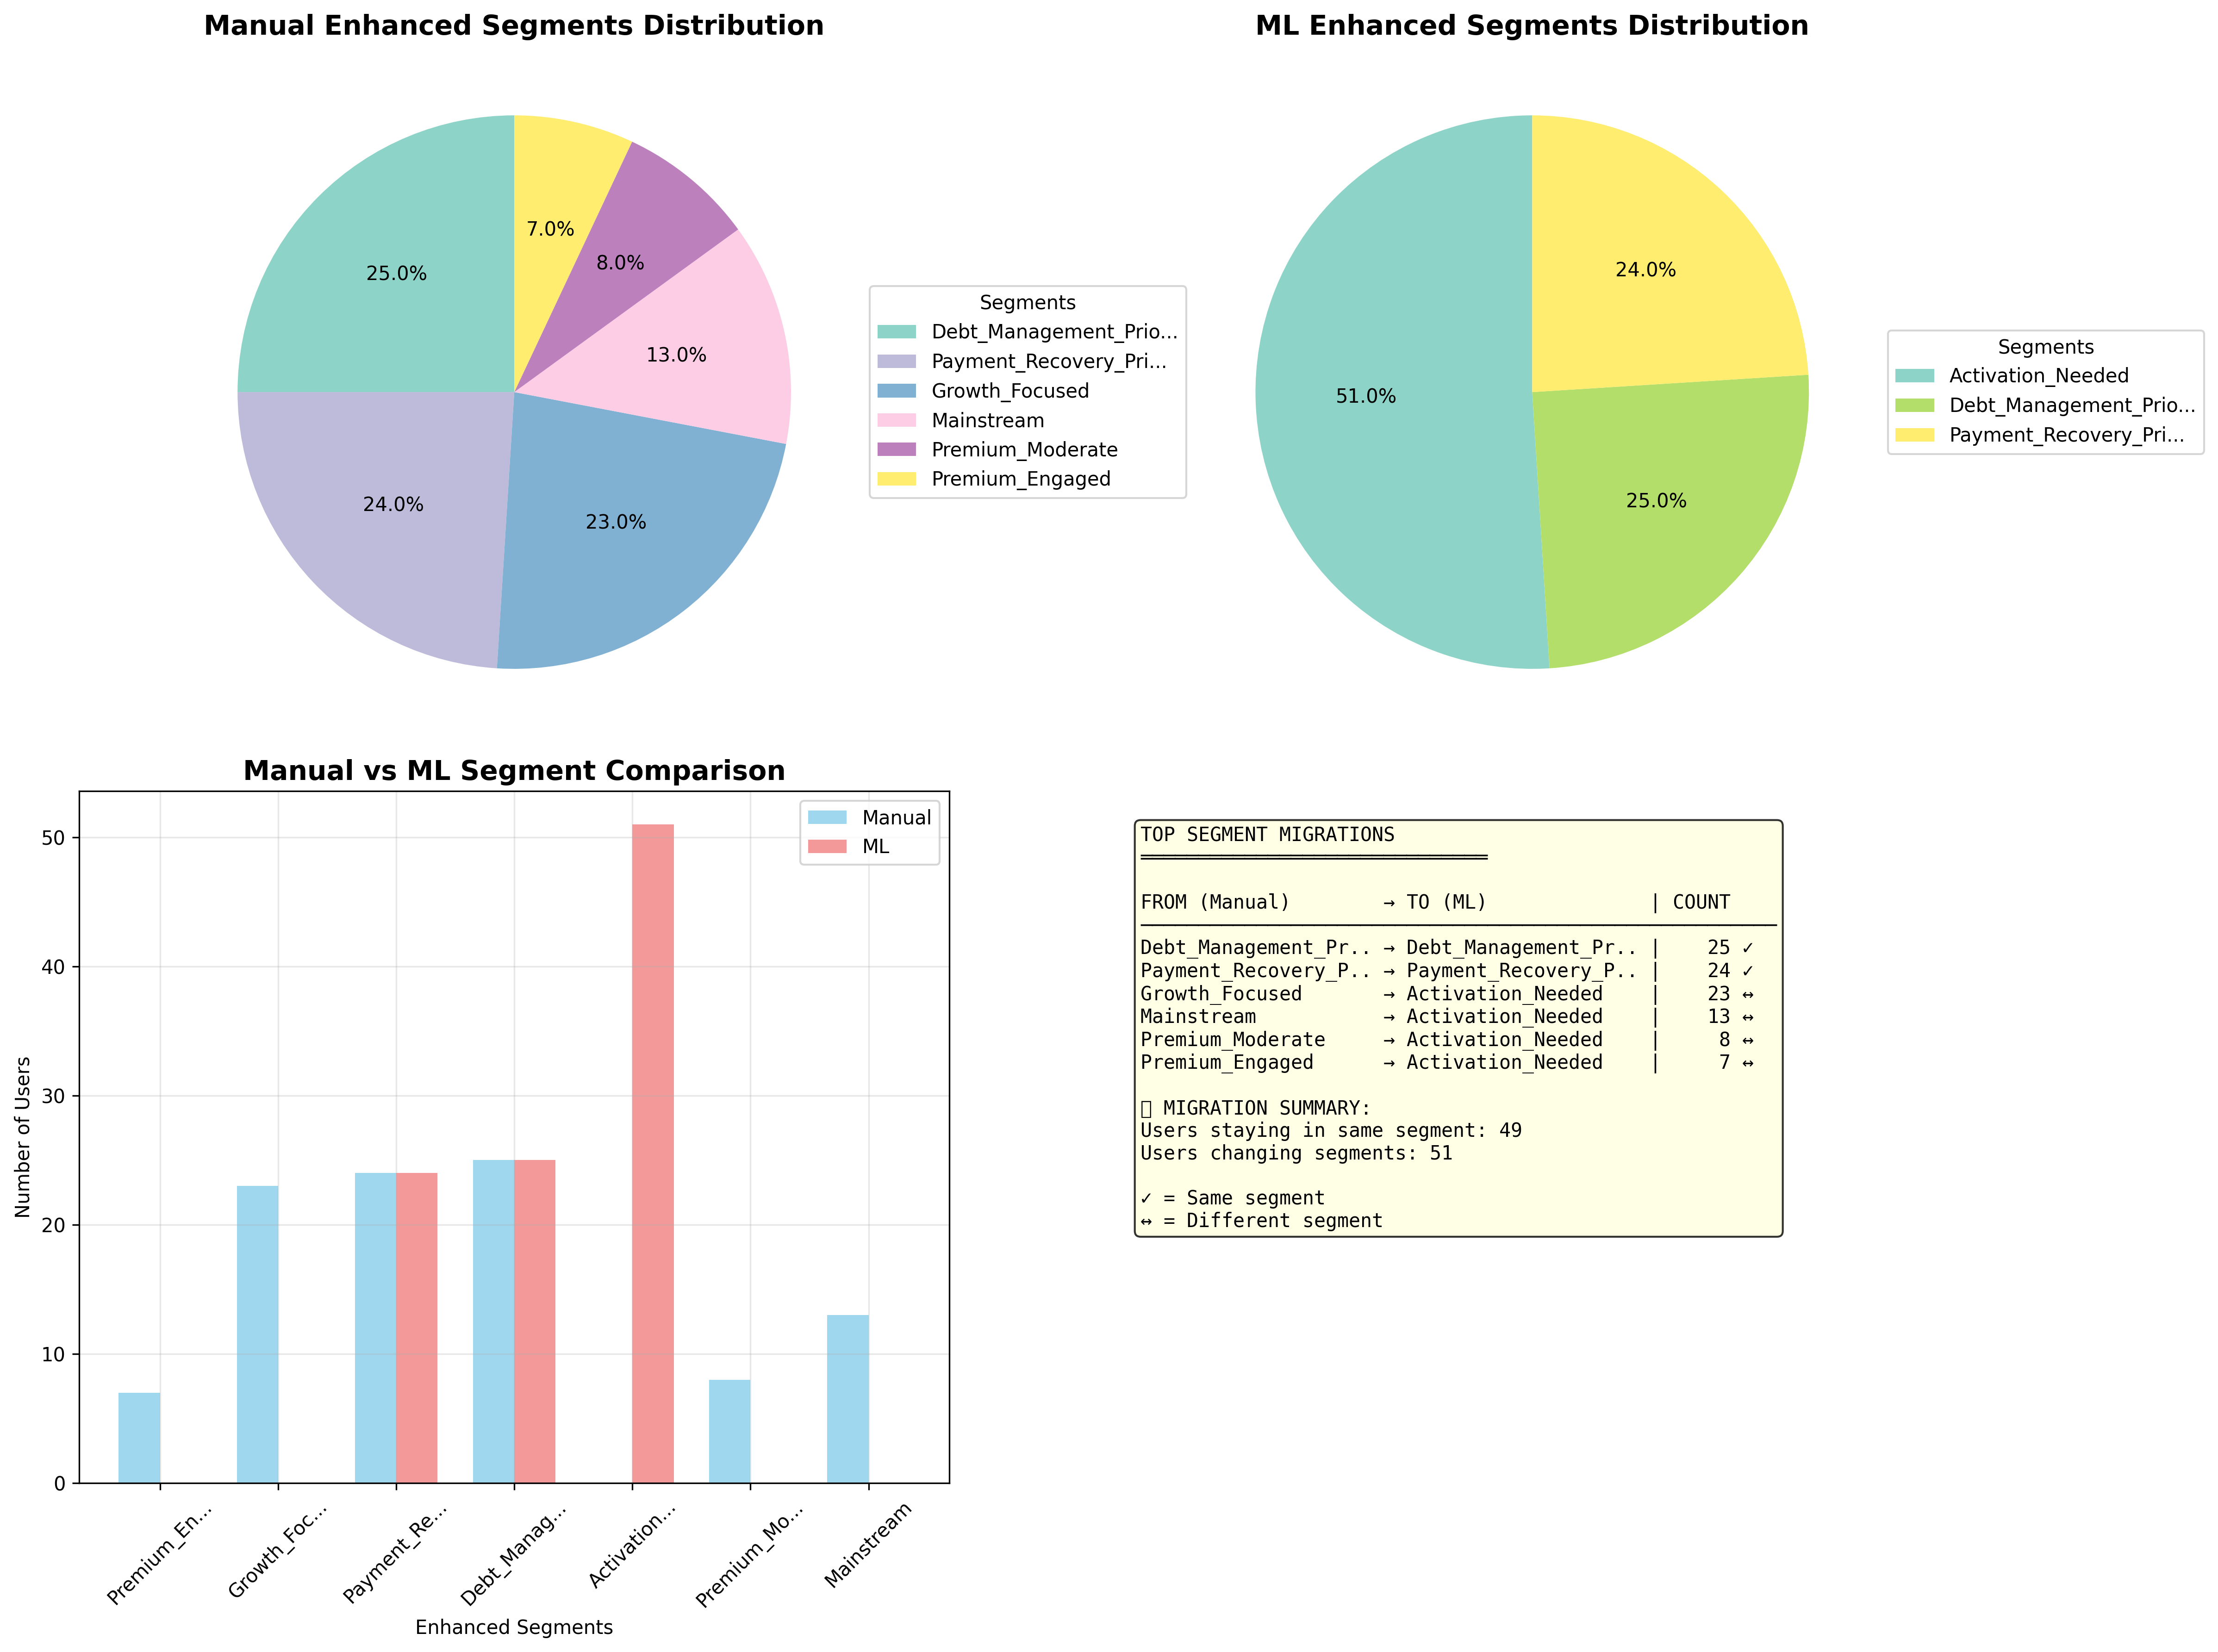 Manual Enhanced Segments Distribution
25.0%
24.0%
23.0%
13.0%
8.0%
7.0%
Segments
Debt_Management_Prio...
Payment_Recovery_Pri...
Growth_Focused
Mainstream
Premium_Moderate
Premium_Engaged
ML Enhanced Segments Distribution
51.0%
25.0%
24.0%
Segments
Activation_Needed
Debt_Management_Prio...
Payment_Recovery_Pri...
Manual vs ML Segment Comparison
Manual
ML
Number of Users
50
40
30
20
10
0
Premium_En...
Growth_Foc...
Payment_Re...
Debt_Manag...
Activation...
Premium_Mo...
Mainstream
Enhanced Segments
TOP SEGMENT MIGRATIONS
FROM (Manual) → TO (ML) | COUNT
Debt_Management_Pr.. → Debt_Management_Pr.. | 25 ✓
Payment_Recovery_P.. → Payment_Recovery_P.. | 24 ✓
Growth_Focused → Activation_Needed | 23 ↔
Mainstream → Activation_Needed | 13 ↔
Premium_Moderate → Activation_Needed | 8 ↔
Premium_Engaged → Activation_Needed | 7 ↔
MIGRATION SUMMARY:
Users staying in same segment: 49
Users changing segments: 51
✓ = Same segment
↔ = Different segment